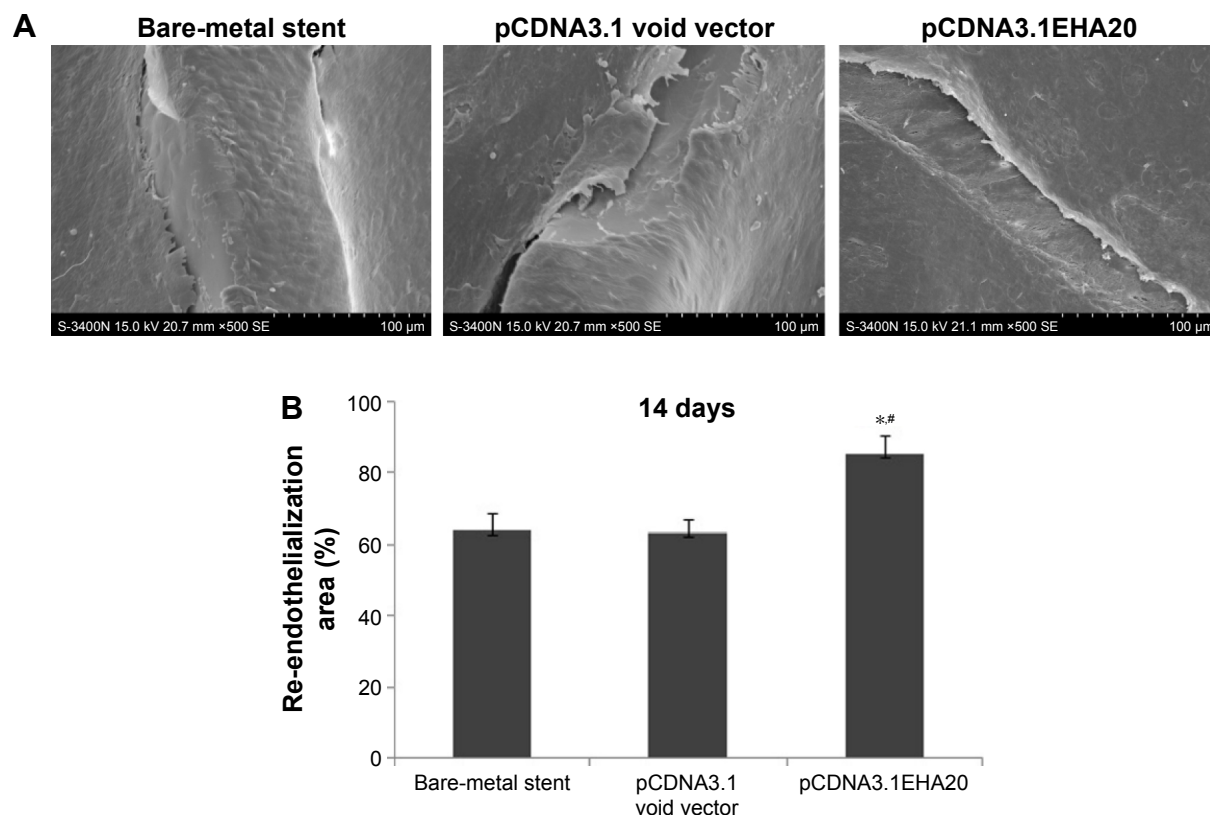 A
Bare-metal stent
pCDNA3.1 void vector
pCDNA3.1EHA20
S-3400N 15.0 kV 20.7 mm ×500 SE
100 µm
S-3400N 15.0 kV 20.7 mm ×500 SE
100 µm
S-3400N 15.0 kV 21.1 mm ×500 SE
100 µm
B
14 days
Re-endothelialization
area (%)
100
80
60
40
20
0
*,#
Bare-metal stent
pCDNA3.1
void vector
pCDNA3.1EHA20